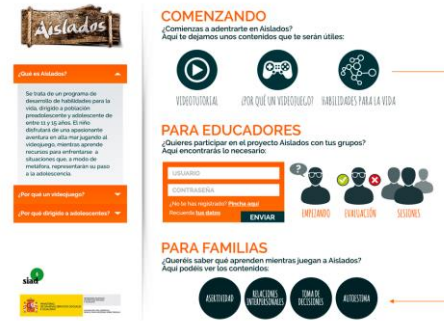 Aislados
¿Qué es Aislados?
Se trata de un programa de
desarrollo de habilidades para la
vida, dirigido a población
preadolescente y adolescente de
entre 11 y 15 años. El niño
disfrutará de una apasionante
aventura en alta mar jugando al
videojuego, mientras aprende
recursos para enfrentarse a
situaciones que, a modo de
metáfora, representarán su paso
a la adolescencia.
¿Por qué un videojuego?
¿Por qué dirigido a adolescentes?
siad
COMENZANDO
¿Comienzas a adentrarte en Aislados?
Aquí te dejamos unos contenidos que te serán útiles:
VIDEOTUTORIAL
¿POR QUÉ UN VIDEOJUEGO?
HABILIDADES PARA LA VIDA
PARA EDUCADORES
¿Quieres participar en el proyecto Aislados con tus grupos?
Aquí encontrarás lo necesario:
USUARIO
CONTRASEÑA
¿No te has registrado? Pincha aquí
Recuerda tus datos
ENVIAR
?
EMPEZANDO
EVALUACIÓN
SESIONES
PARA FAMILIAS
¿Queréis saber qué aprenden mientras juegan a Aislados?
Aquí podéis ver los contenidos:
ASERTIVIDAD
RELACIONES
INTERPERSONALES
TOMA DE
DECISIONES
AUTOESTIMA